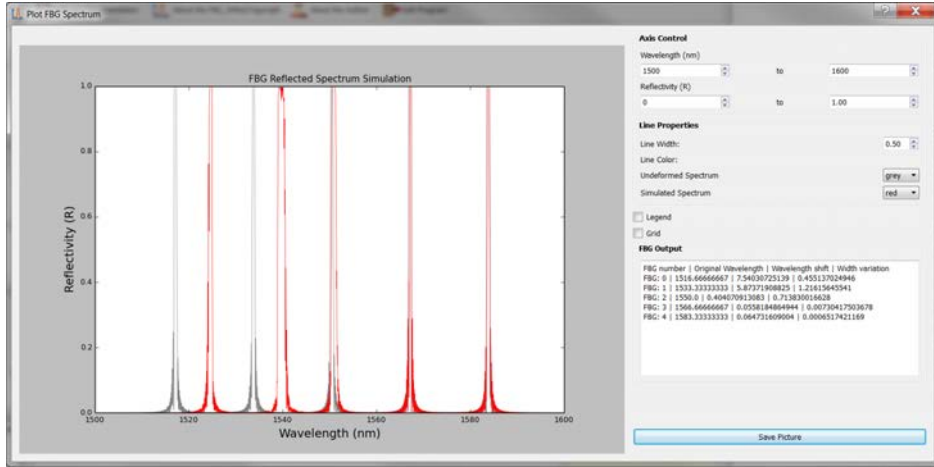 Plot FBG Spectrum
FBG Reflected Spectrum Simulation
1.0
0.8
0.6
0.4
0.2
0.0
Reflectivity (R)
1500
1520
1540
1560
1580
1600
Wavelength (nm)
Axis Control
Wavelength (nm)
1500 to 1600
Reflectivity (R)
0 to 1.00
Line Properties
Line Width: 0.50
Line Color:
Undeformed Spectrum grey
Simulated Spectrum red
Legend
Grid
FBG Output
FBG number | Original Wavelength | Wavelength shift | Width variation
FBG: 0 | 1516.66666667 | 7.54030725139 | 0.455137024946
FBG: 1 | 1533.33333333 | 5.87371908825 | 1.21615645541
FBG: 2 | 1550.0 | 0.404070913083 | 0.713830016628
FBG: 3 | 1566.66666667 | 0.0558184864944 | 0.00730417503678
FBG: 4 | 1583.33333333 | 0.064731609004 | 0.0006517421169
Save Picture